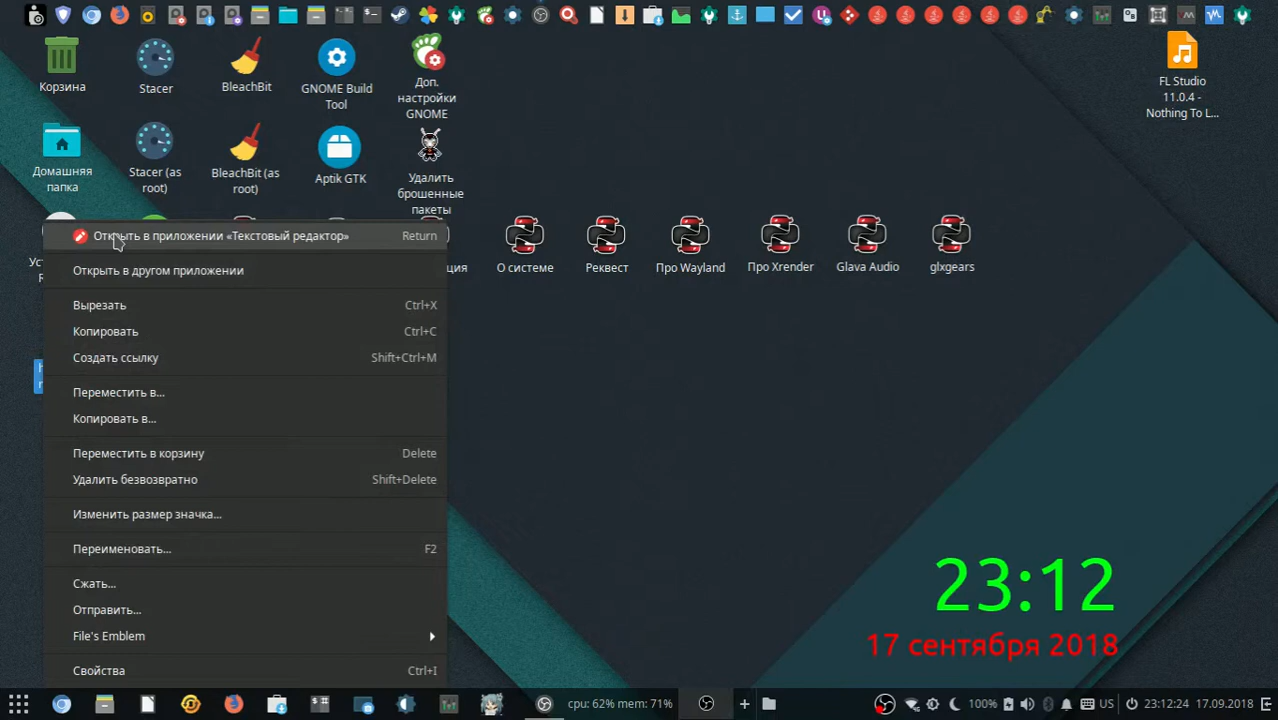 Корзина
Stacer
BleachBit
GNOME Build
Tool
Доп.
настройки
GNOME
FL Studio
11.0.4 -
Nothing To L...
Домашняя
папка
Stacer (as
root)
BleachBit (as
root)
Aptik GTK
Удалить
брошенные
пакеты
О системе
Реквест
Про Wayland
Про Xrender
Glava Audio
glxgears
Открыть в приложении «Текстовый редактор» Return
Открыть в другом приложении
Вырезать Ctrl+X
Копировать Ctrl+C
Создать ссылку Shift+Ctrl+M
Переместить в...
Копировать в...
Переместить в корзину Delete
Удалить безвозвратно Shift+Delete
Изменить размер значка...
Переименовать... F2
Сжать...
Отправить...
File's Emblem
Свойства Ctrl+I
23:12
17 сентября 2018
cpu: 62% mem: 71%
100%
US
23:12:24
17.09.2018